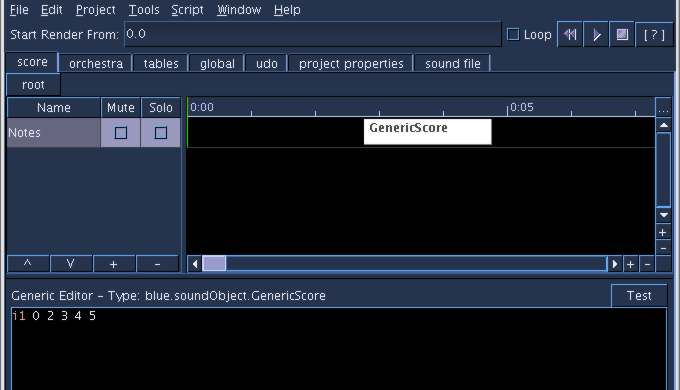 File Edit Project Tools Script Window Help
Start Render From: 0.0 Loop [ ? ]
score orchestra tables global udo project properties sound file
root
Name Mute Solo 0:00 0:05 ...
Notes GenericScore
^ V + -
+ -
+ -
Generic Editor - Type: blue.soundObject.GenericScore Test
i1 0 2 3 4 5